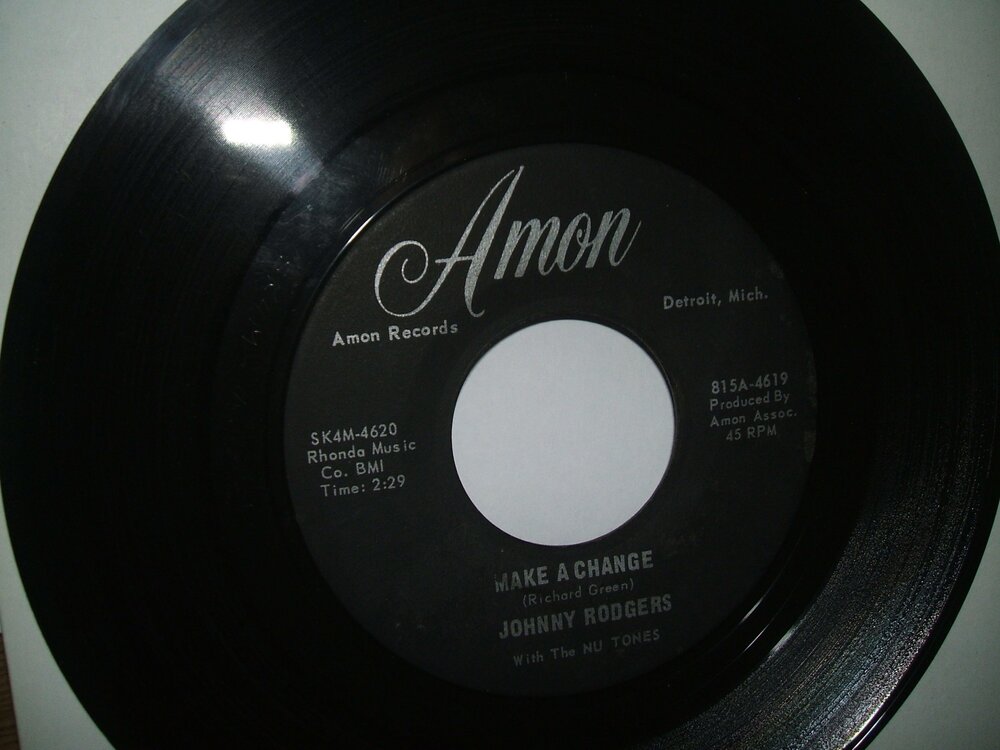 Amon
Amon Records
Detroit, Mich.
SK4M-4620
Rhonda Music
Co. BMI
Time: 2:29
815A-4619
Produced By
Amon Assoc.
45 RPM
MAKE A CHANGE
(Richard Green)
JOHNNY RODGERS
With The NU TONES